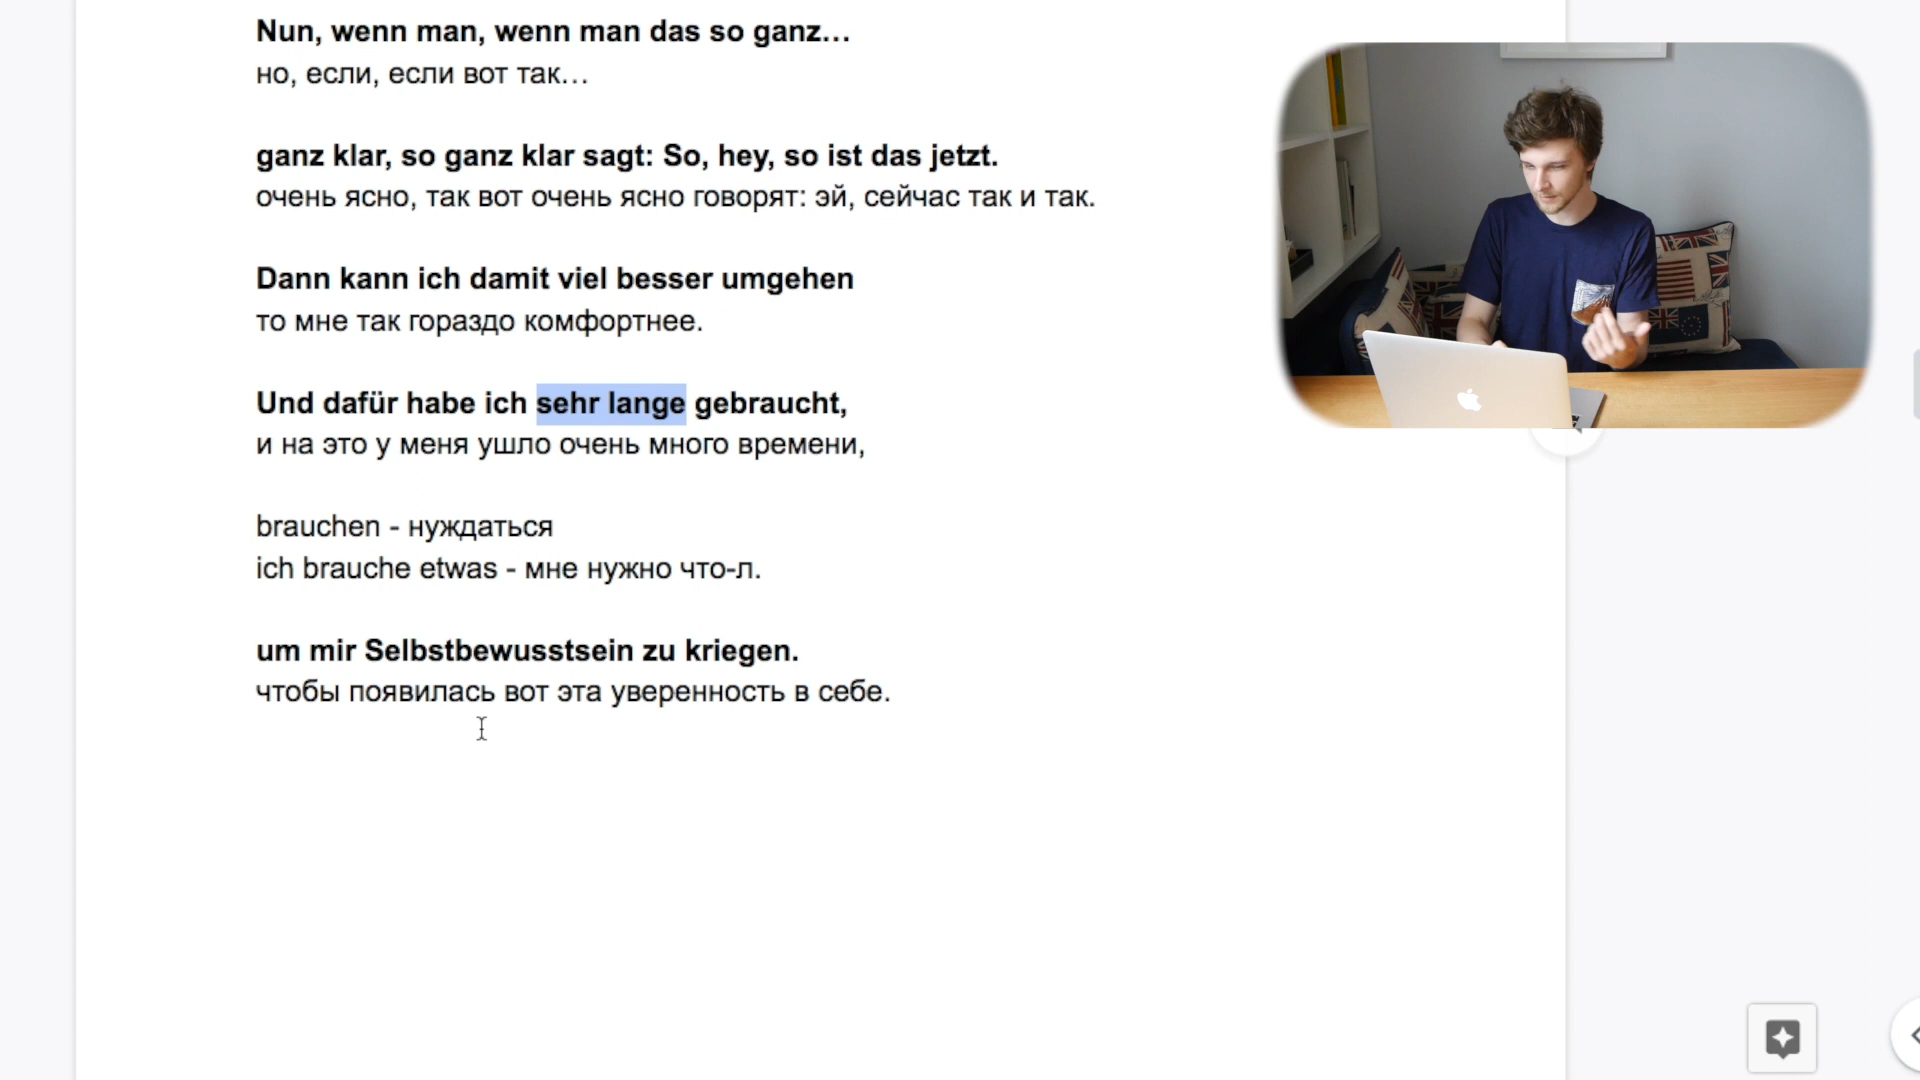 Nun, wenn man, wenn man das so ganz…
но, если, если вот так…
ganz klar, so ganz klar sagt: So, hey, so ist das jetzt.
очень ясно, так вот очень ясно говорят: эй, сейчас так и так.
Dann kann ich damit viel besser umgehen
то мне так гораздо комфортнее.
Und dafür habe ich sehr lange gebraucht,
и на это у меня ушло очень много времени,
brauchen - нуждаться
ich brauche etwas - мне нужно что-л.
um mir Selbstbewusstsein zu kriegen.
чтобы появилась вот эта уверенность в себе.